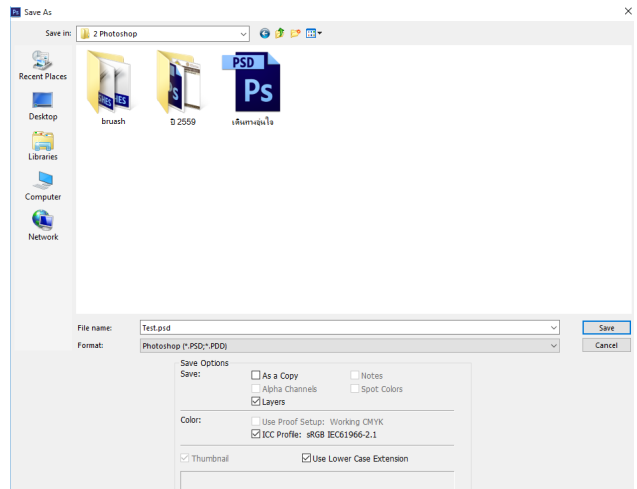 Ps Save As
Save in: 2 Photoshop
Recent Places
Desktop
Libraries
Computer
Network
PSD
Ps
bruash
ปี 2559
เดินทางอุ่นใจ
File name: Test.psd Save
Format: Photoshop (*.PSD;*.PDD) Cancel
Save Options
Save: As a Copy Notes
Alpha Channels Spot Colors
Layers
Color: Use Proof Setup: Working CMYK
ICC Profile: sRGB IEC61966-2.1
Thumbnail Use Lower Case Extension